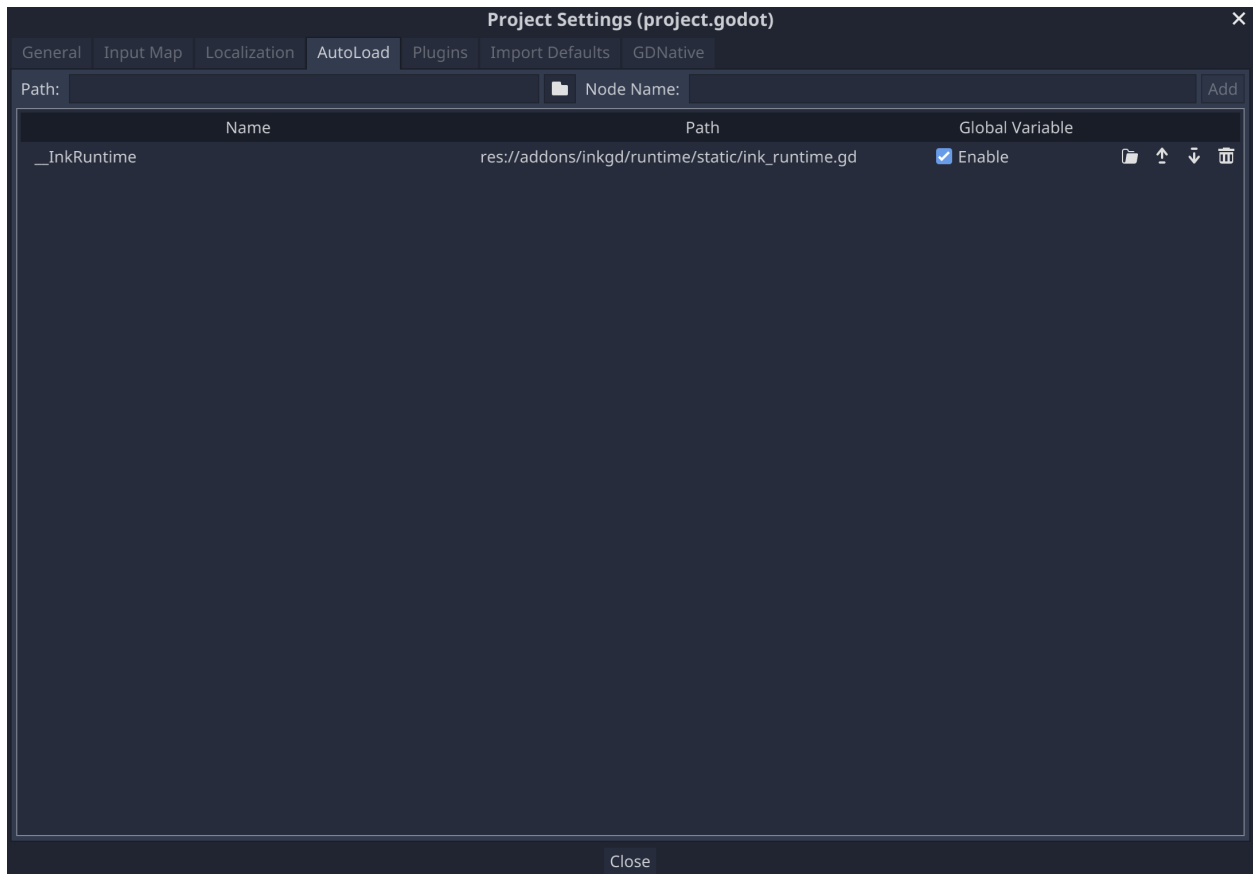 Project Settings (project.godot)
General Input Map Localization AutoLoad Plugins Import Defaults GDNative
Path: Node Name: Add
Name Path Global Variable
__InkRuntime res://addons/inkgd/runtime/static/ink_runtime.gd Enable
Close